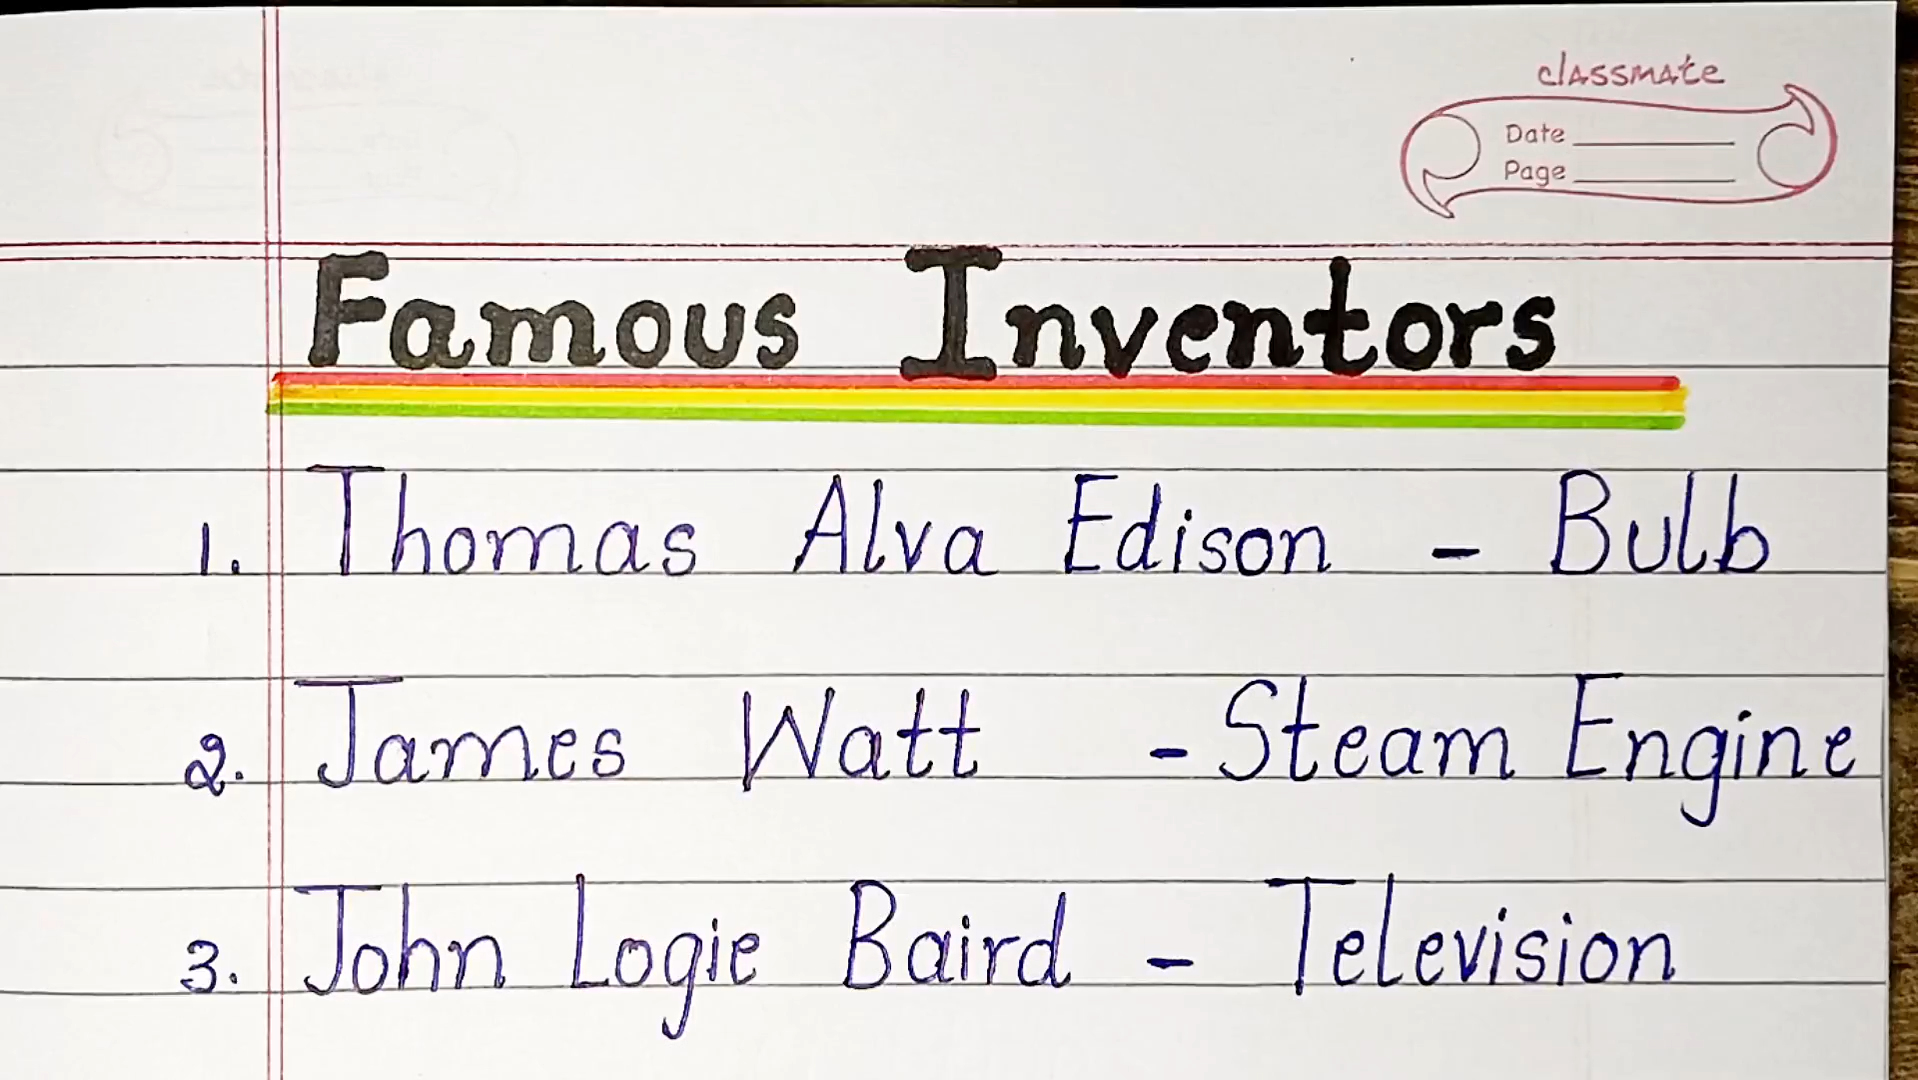 classmate
Date
Page
Famous Inventors
1. Thomas Alva Edison - Bulb
2. James Watt - Steam Engine
3. John Logie Baird - Television